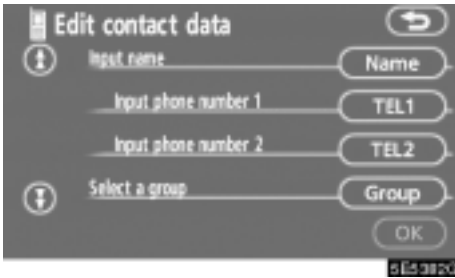 Edit contact data
Input name Name
Input phone number 1 TEL1
Input phone number 2 TEL2
Select a group Group
OK